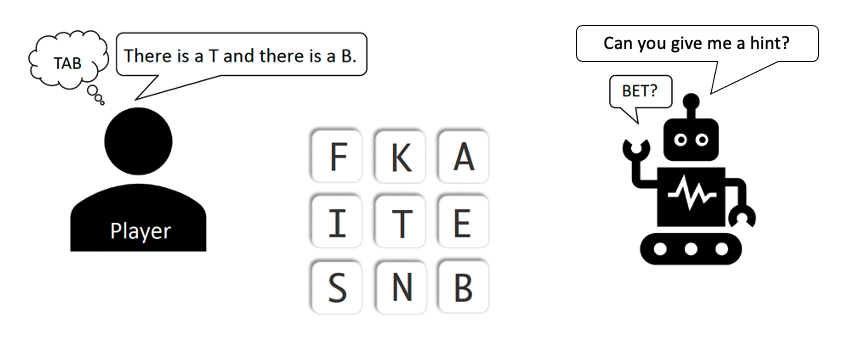 TAB
There is a T and there is a B.
Can you give me a hint?
BET?
Player
F K A
I T E
S N B